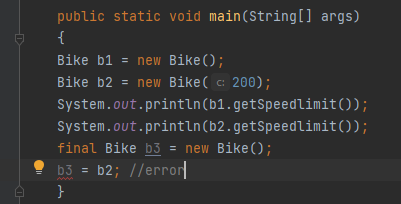 public static void main(String[] args)
{
Bike b1 = new Bike();
Bike b2 = new Bike( c: 200);
System.out.println(b1.getSpeedlimit());
System.out.println(b2.getSpeedlimit());
final Bike b3 = new Bike();
b3 = b2; //error
}